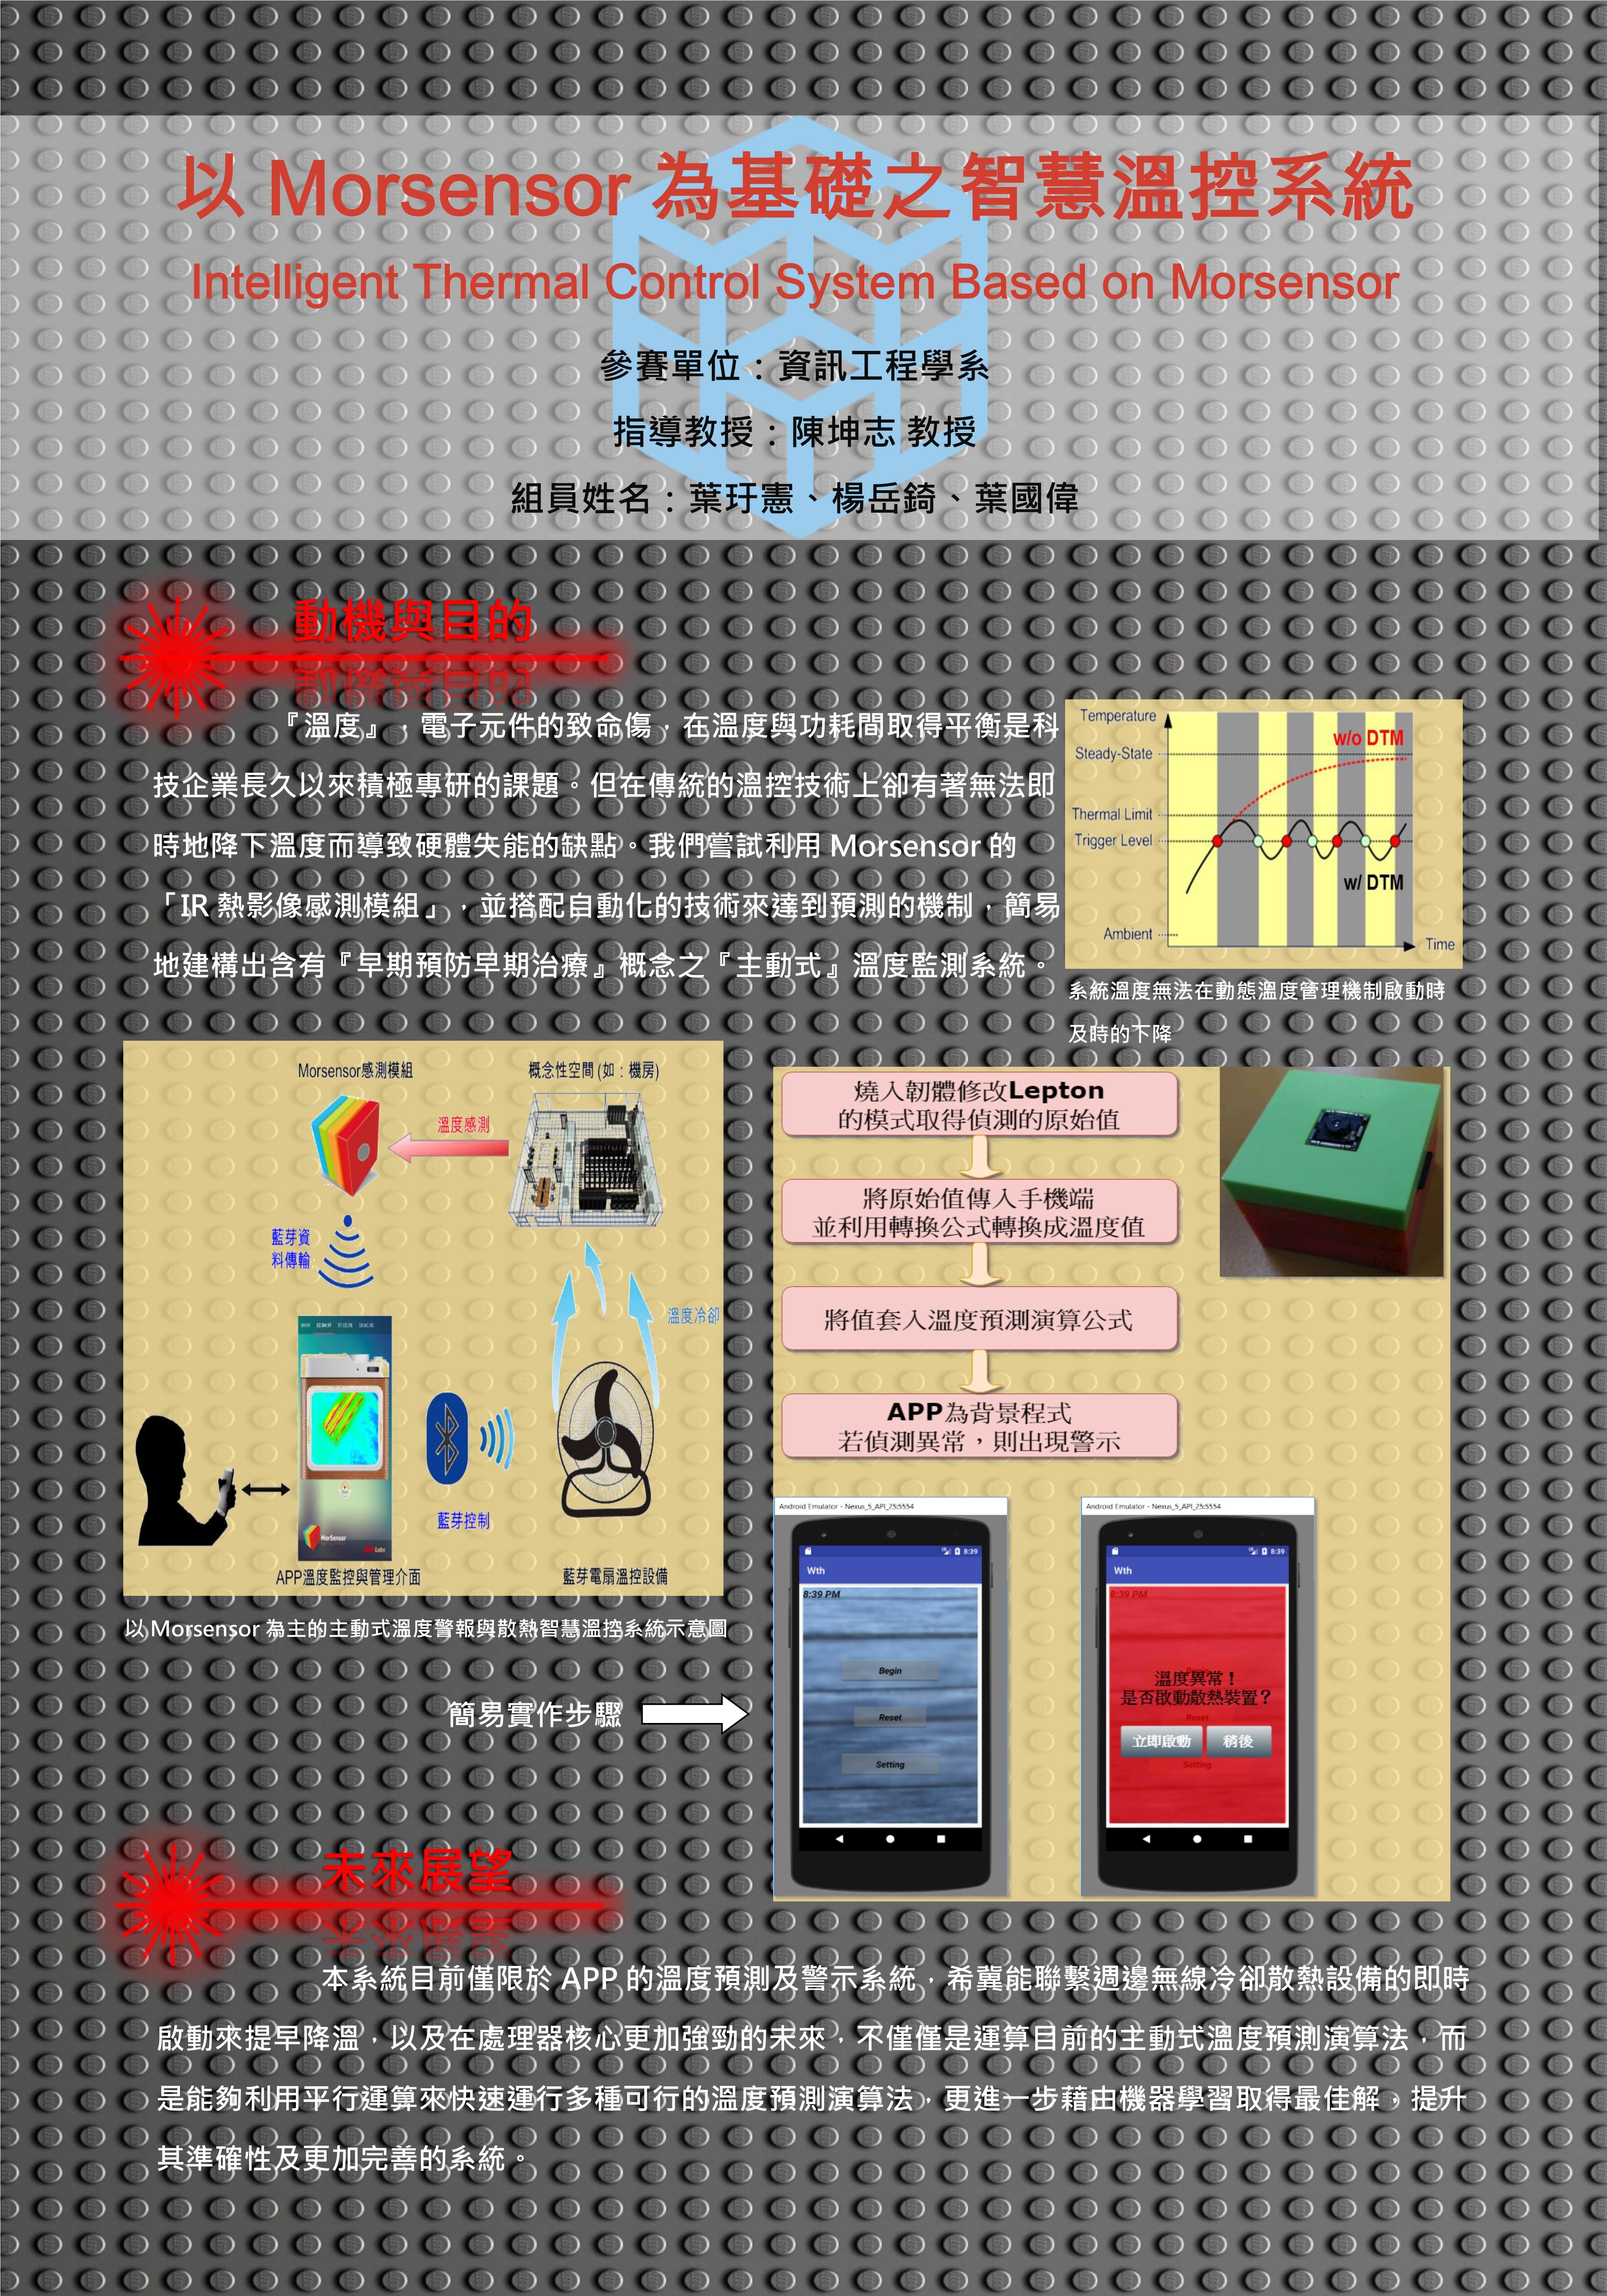 以 Morsensor 為基礎之智慧溫控系統
Intelligent Thermal Control System Based on Morsensor
參賽單位：資訊工程學系
指導教授：陳坤志 教授
組員姓名：葉玗憲、楊岳錡、葉國偉
動機與目的
『溫度』，電子元件的致命傷，在溫度與功耗間取得平衡是科
技企業長久以來積極專研的課題。但在傳統的溫控技術上卻有著無法即
時地降下溫度而導致硬體失能的缺點。我們嘗試利用 Morsensor 的
「IR 熱影像感測模組」，並搭配自動化的技術來達到預測的機制，簡易
地建構出含有『早期預防早期治療』概念之『主動式』溫度監測系統。
Temperature
w/o DTM
Steady-State
Thermal Limit
Trigger Level
w/ DTM
Ambient
Time
系統溫度無法在動態溫度管理機制啟動時
及時的下降
Morsensor感測模組
概念性空間 (如：機房)
溫度感測
藍芽資
料傳輸
溫度冷卻
MorSensor
藍芽控制
APP溫度監控與管理介面
藍芽電扇溫控設備
以 Morsensor 為主的主動式溫度警報與散熱智慧溫控系統示意圖
簡易實作步驟
燒入韌體修改Lepton
的模式取得偵測的原始值
將原始值傳入手機端
並利用轉換公式轉換成溫度值
將值套入溫度預測演算公式
APP為背景程式
若偵測異常，則出現警示
Android Emulator - Nexus_5_API_25:5554
8:39
Wth
8:39 PM
Begin
Reset
Setting
Android Emulator - Nexus_5_API_25:5554
8:39
Wth
8:39 PM
溫度異常！
是否啟動散熱裝置？
Reset
立即啟動
稍後
Setting
未來展望
本系統目前僅限於 APP 的溫度預測及警示系統，希冀能聯繫週邊無線冷卻散熱設備的即時
啟動來提早降溫，以及在處理器核心更加強勁的未來，不僅僅是運算目前的主動式溫度預測演算法，而
是能夠利用平行運算來快速運行多種可行的溫度預測演算法，更進一步藉由機器學習取得最佳解，提升
其準確性及更加完善的系統。